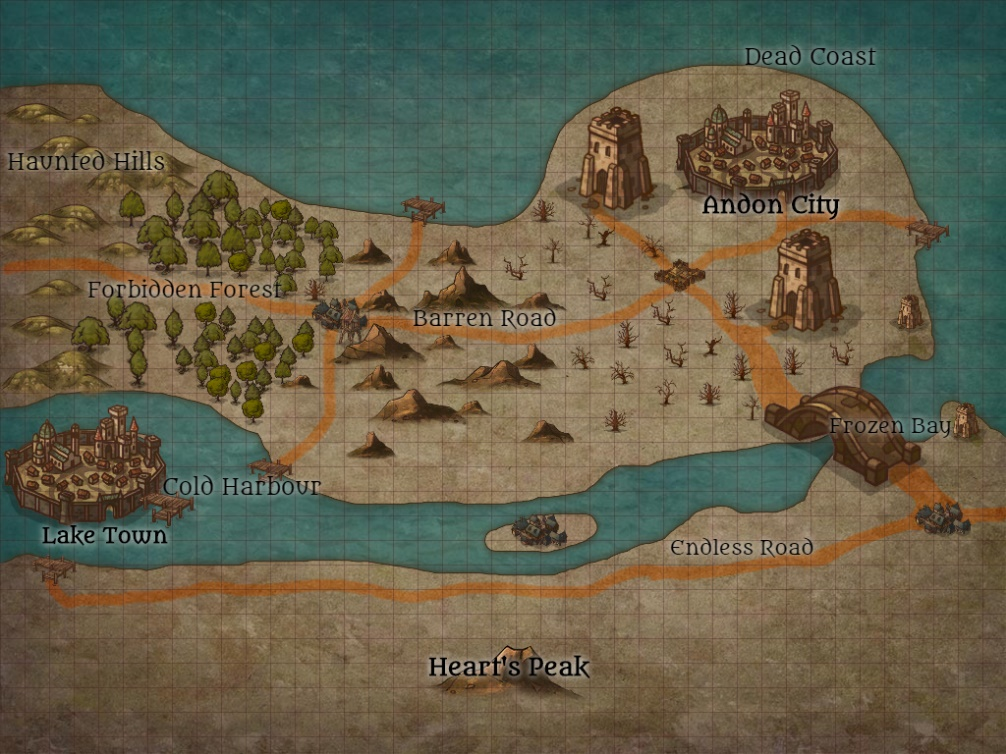 Dead Coast
Haunted Hills
Andon City
Forbidden Forest
Barren Road
Frozen Bay
Cold Harbour
Lake Town
Endless Road
Heart's Peak